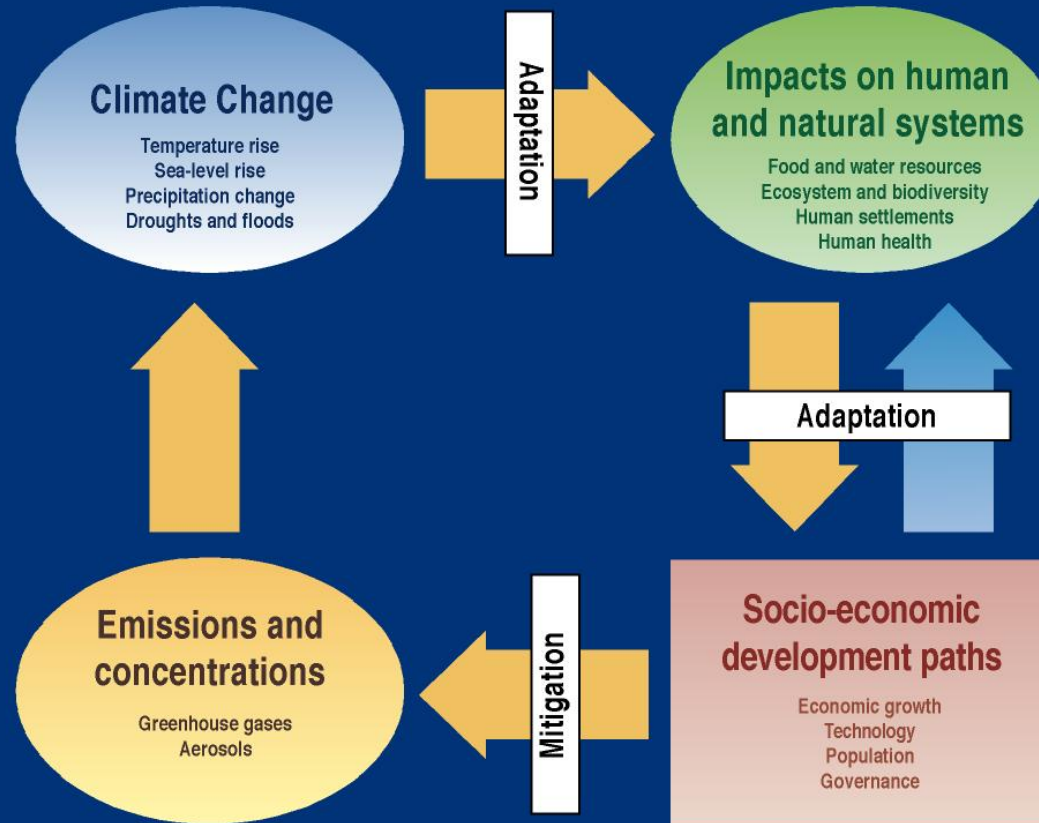 Climate Change
Temperature rise
Sea-level rise
Precipitation change
Droughts and floods
Adaptation
Impacts on human
and natural systems
Food and water resources
Ecosystem and biodiversity
Human settlements
Human health
Adaptation
Emissions and
concentrations
Greenhouse gases
Aerosols
Mitigation
Socio-economic
development paths
Economic growth
Technology
Population
Governance